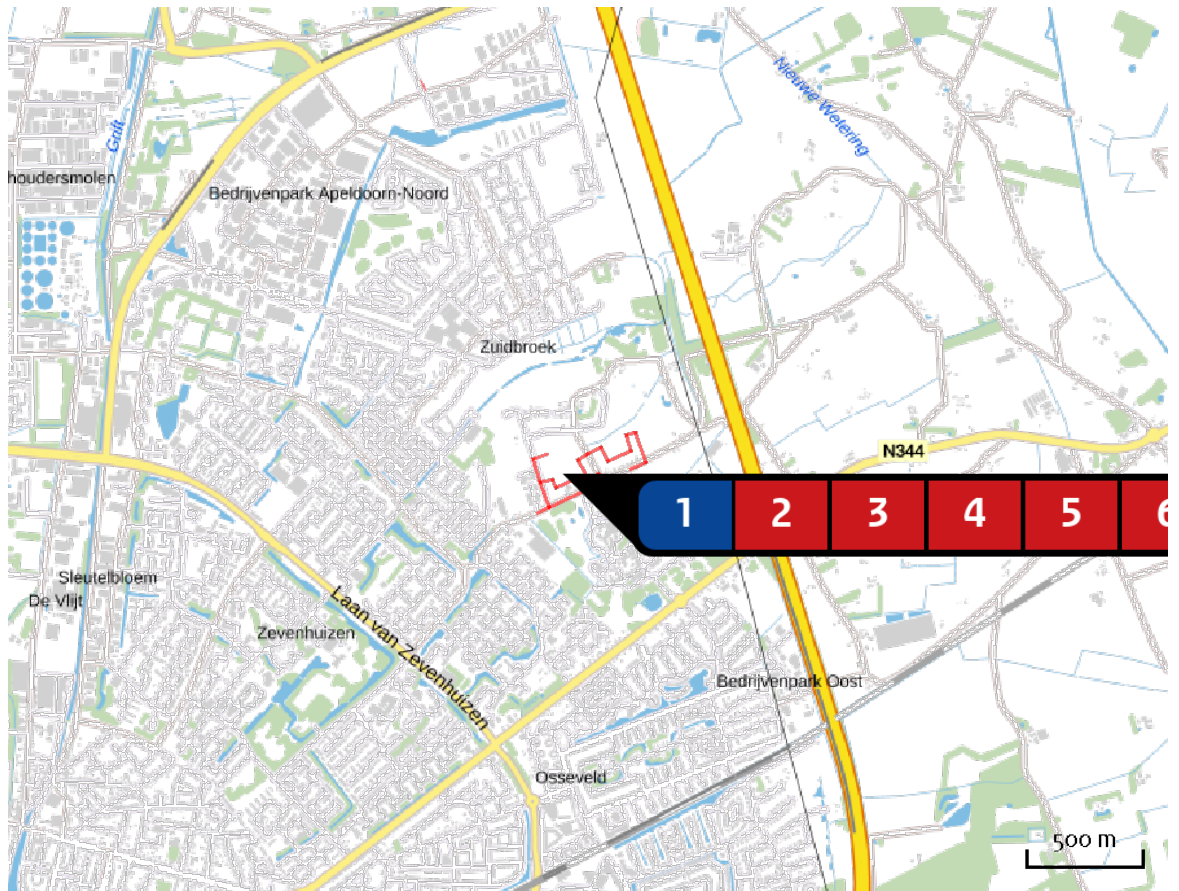 Nieuwe Wetering
Grift
houdersmolen
Bedrijvenpark Apeldoorn-Noord
Zuidbroek
N344
1 2 3 4 5 6
Sleutelbloem
De Vlijt
Laan van Zevenhuizen
Zevenhuizen
Bedrijvenpark Oost
Osseveld
500 m